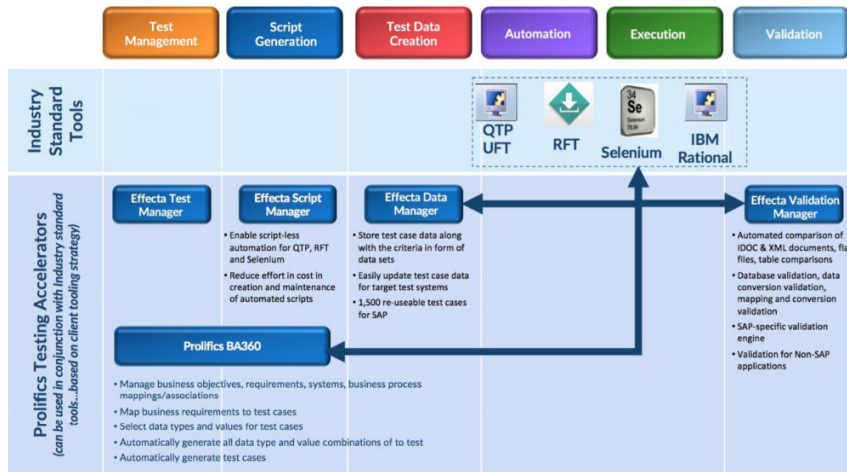 Test
Management
Script
Generation
Test Data
Creation
Automation
Execution
Validation
Industry
Standard
Tools
QTP
UFT
RFT
34
Se
Selenium
78.96
Selenium
IBM
Rational
Prolifics Testing Accelerators
(can be used in conjunction with Industry standard
tools...based on client tooling strategy)
Effecta Test
Manager
Effecta Script
Manager
• Enable script-less
automation for QTP, RFT
and Selenium
• Reduce effort in cost in
creation and maintenance
of automated scripts
Effecta Data
Manager
• Store test case data along
with the criteria in form of
data sets
• Easily update test case data
for target test systems
• 1,500 re-useable test cases
for SAP
Effecta Validation
Manager
• Automated comparison of
IDOC & XML documents, fla
files, table comparisons
• Database validation, data
conversion validation,
mapping and conversion
validation
• SAP-specific validation
engine
• Validation for Non-SAP
applications
Prolifics BA360
• Manage business objectives, requirements, systems, business process
mappings/associations
• Map business requirements to test cases
• Select data types and values for test cases
• Automatically generate all data type and value combinations of to test
• Automatically generate test cases